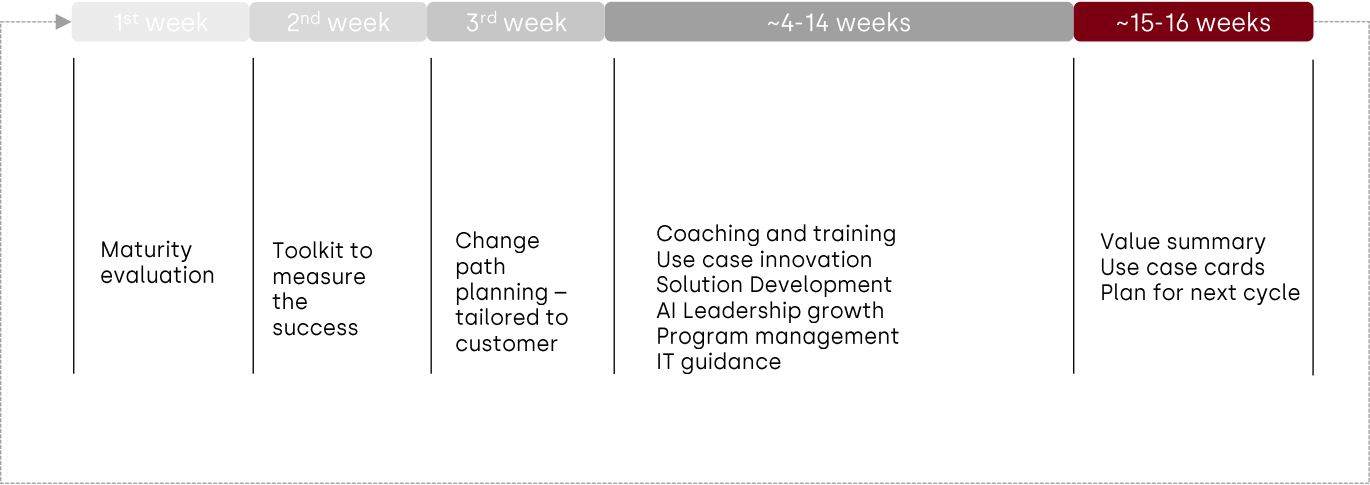 1st week
2nd week
3rd week
~4-14 weeks
~15-16 weeks
Maturity
evaluation
Toolkit to
measure
the
success
Change
path
planning –
tailored to
customer
Coaching and training
Use case innovation
Solution Development
AI Leadership growth
Program management
IT guidance
Value summary
Use case cards
Plan for next cycle